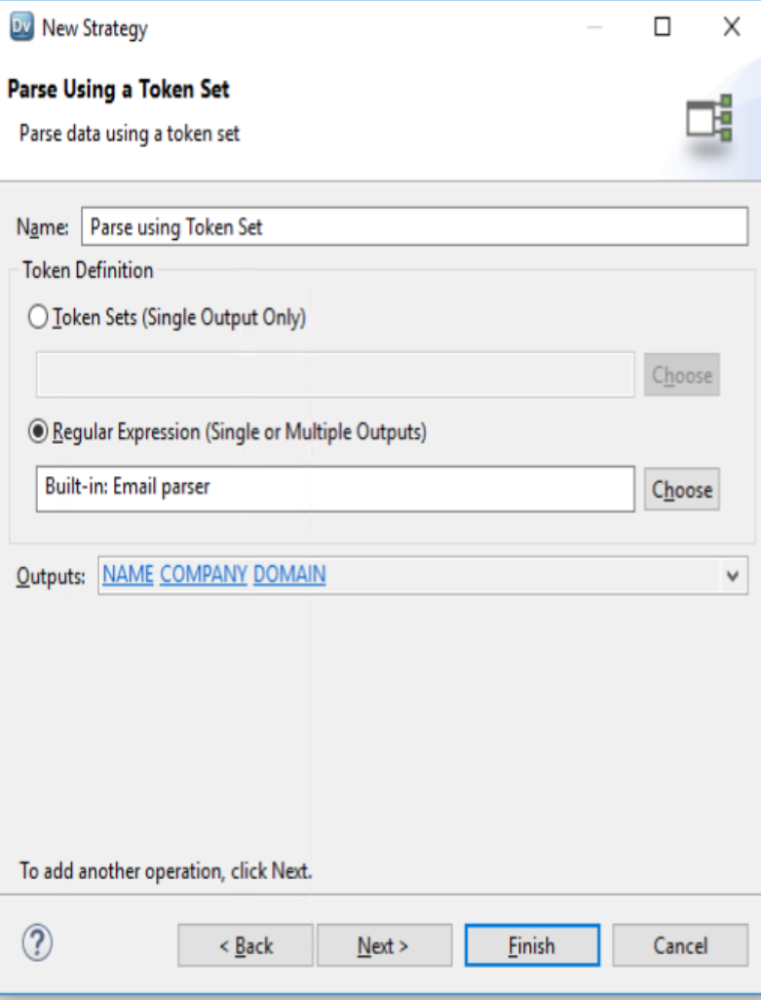 Dv New Strategy
Parse Using a Token Set
Parse data using a token set
Name: Parse using Token Set
Token Definition
Token Sets (Single Output Only)
Choose
Regular Expression (Single or Multiple Outputs)
Built-in: Email parser Choose
Outputs: NAME COMPANY DOMAIN
To add another operation, click Next.
? < Back Next > Finish Cancel